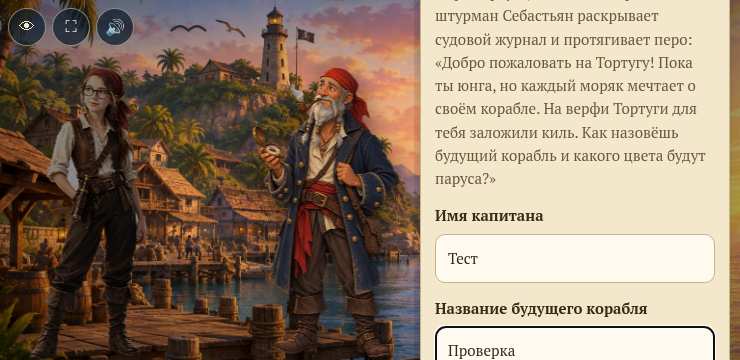 штурман Себастьян раскрывает
судовой журнал и протягивает перо:
«Добро пожаловать на Тортугу! Пока
ты юнга, но каждый моряк мечтает о
своём корабле. На верфи Тортуги для
тебя заложили киль. Как назовёшь
будущий корабль и какого цвета будут
паруса?»
Имя капитана
Тест
Название будущего корабля
Проверка